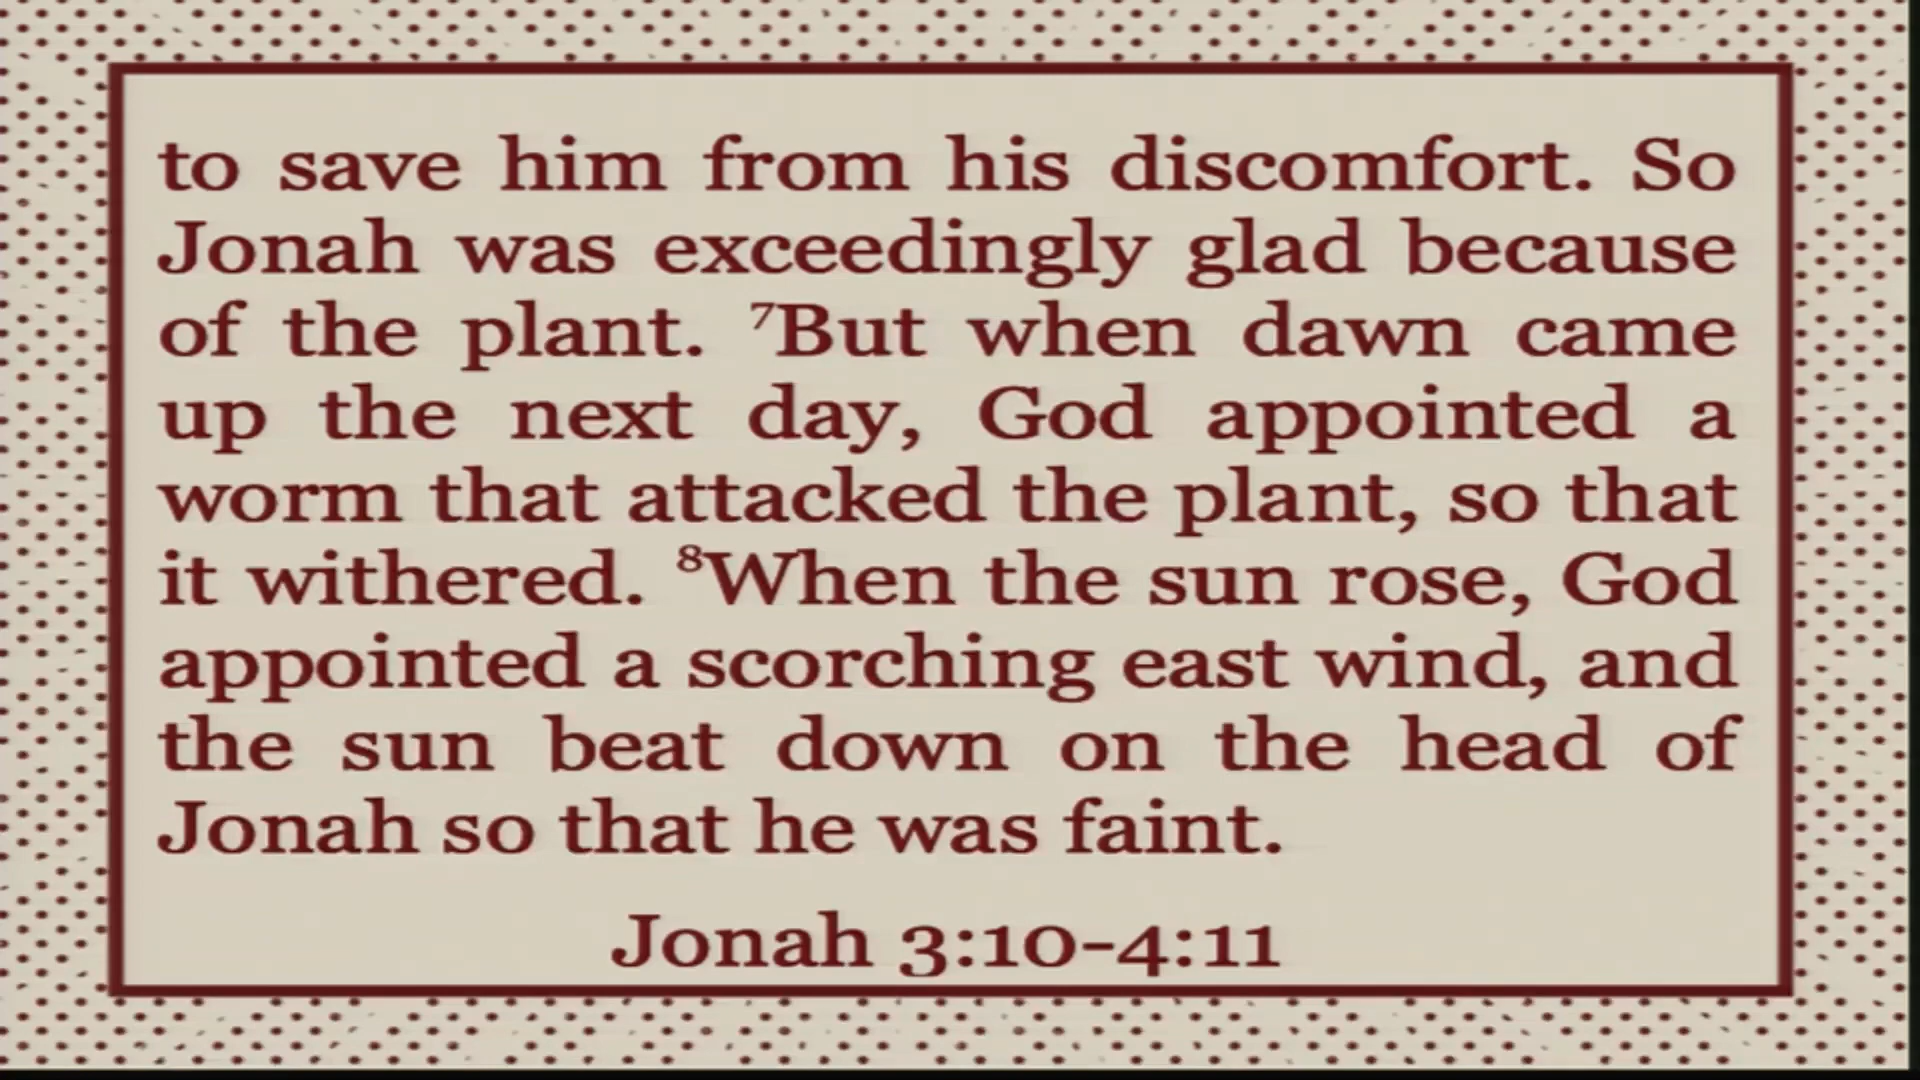 to save him from his discomfort. So
Jonah was exceedingly glad because
of the plant. ⁷But when dawn came
up the next day, God appointed a
worm that attacked the plant, so that
it withered. ⁸When the sun rose, God
appointed a scorching east wind, and
the sun beat down on the head of
Jonah so that he was faint.
Jonah 3:10-4:11